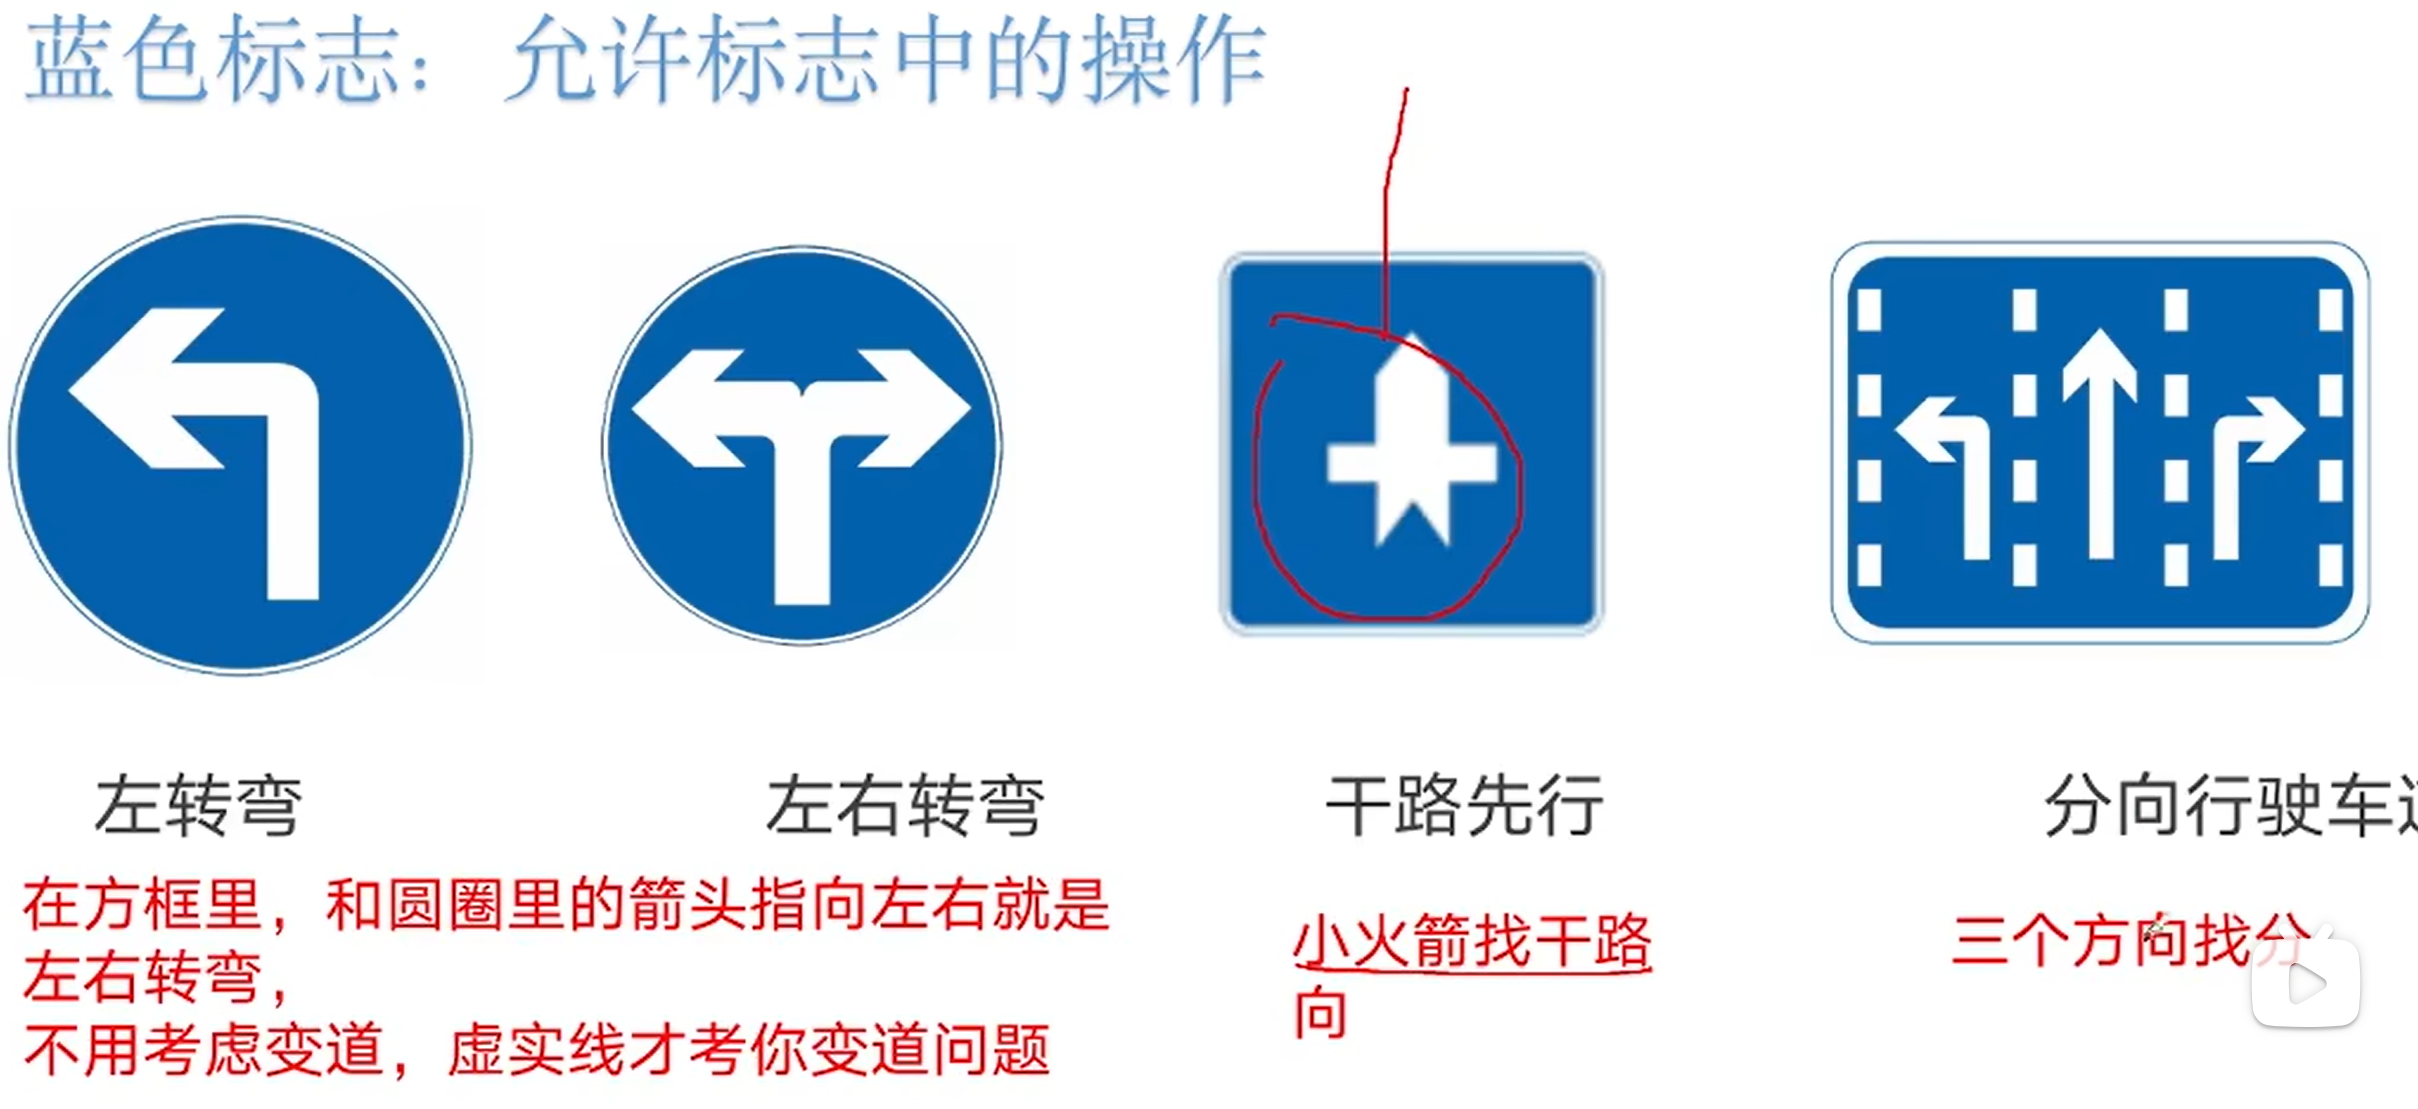 蓝色标志： 允许标志中的操作
左转弯
左右转弯
干路先行
分向行驶车道
在方框里，和圆圈里的箭头指向左右就是
左右转弯，
不用考虑变道，虚实线才考你变道问题
小火箭找干路
向
三个方向找分